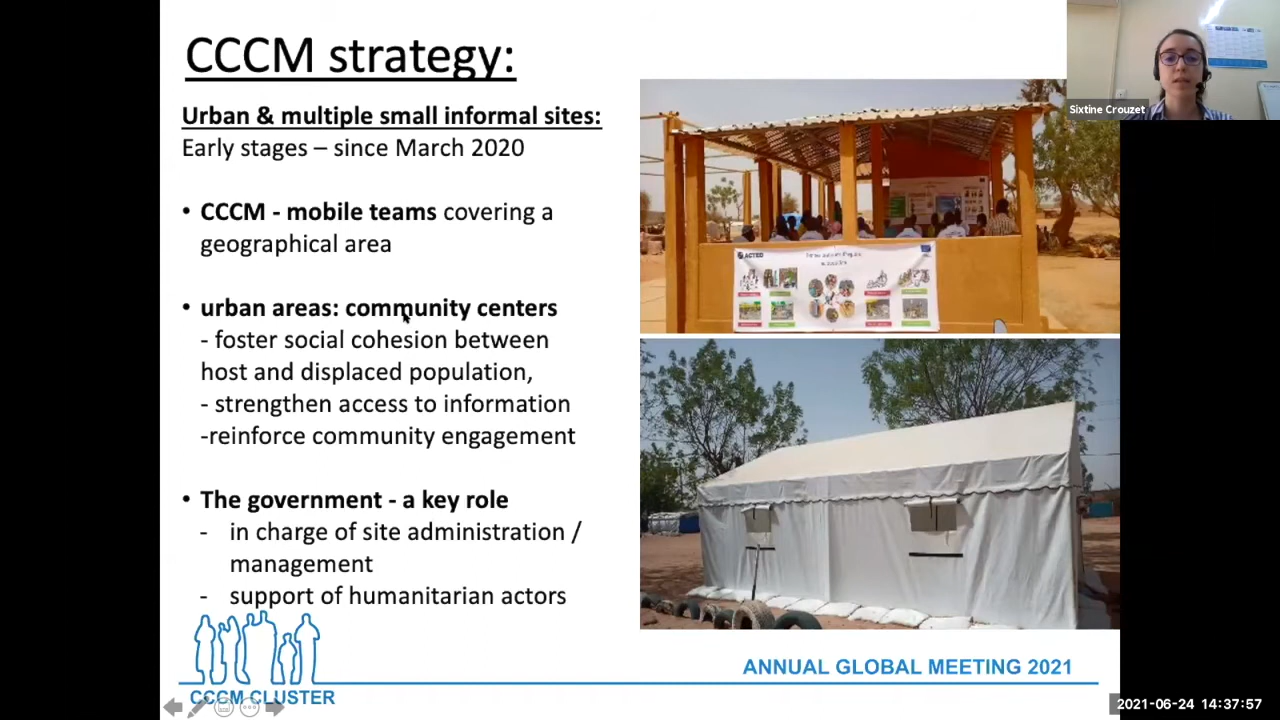 CCCM strategy:
Urban & multiple small informal sites:
Early stages – since March 2020
• CCCM - mobile teams covering a
geographical area
• urban areas: community centers
- foster social cohesion between
host and displaced population,
- strengthen access to information
-reinforce community engagement
• The government - a key role
- in charge of site administration /
management
- support of humanitarian actors
Sixtine Crouzet
ACTED
ANNUAL GLOBAL MEETING 2021
CCCM CLUSTER
2021-06-24 14:37:57